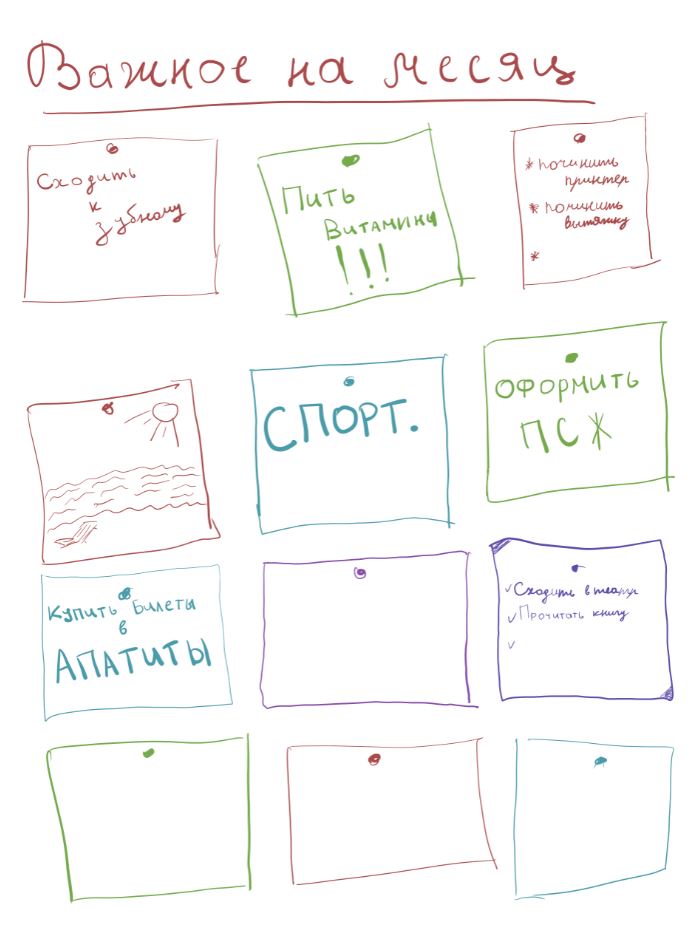 Важное на месяц
Сходить
к
зубному
Пить
Витамины
!!!
* починить
принтер
* починить
вытяжку
*
СПОРТ.
ОФОРМИТЬ
ПСЖ
Купить билеты
в
АПАТИТЫ
✓ Сходить в театр
✓ Прочитать книгу
✓